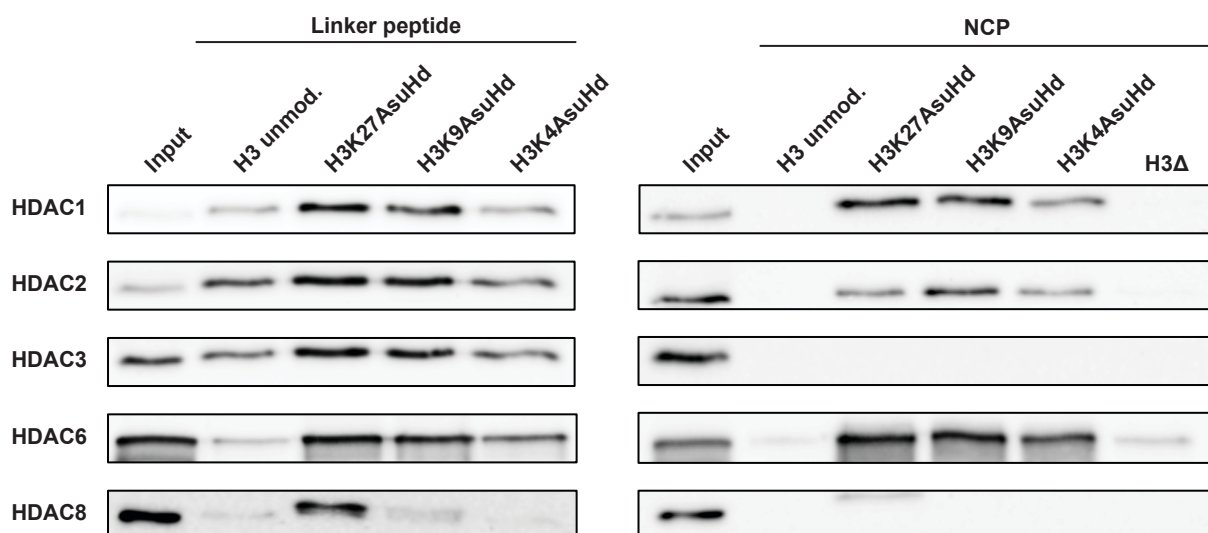 Linker peptide
NCP
Input
H3 unmod.
H3K27AsuHd
H3K9AsuHd
H3K4AsuHd
Input
H3 unmod.
H3K27AsuHd
H3K9AsuHd
H3K4AsuHd
H3Δ
HDAC1
HDAC2
HDAC3
HDAC6
HDAC8